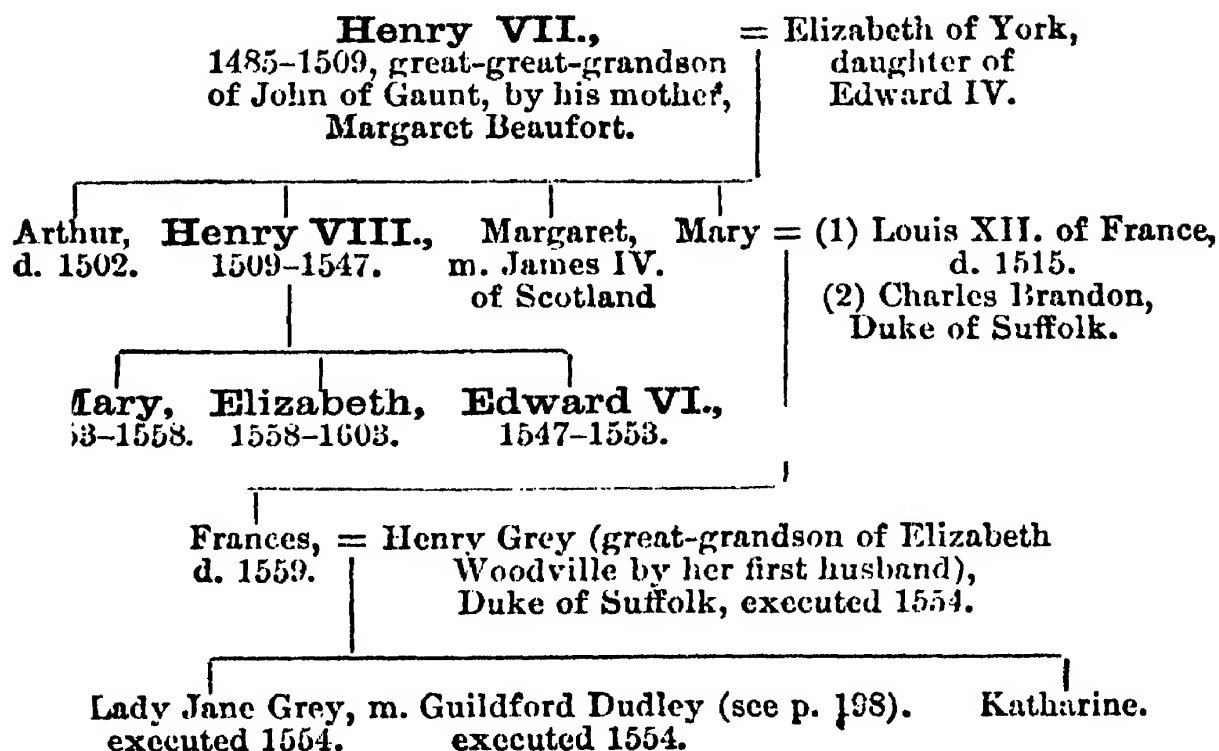 Henry VII., = Elizabeth of York,
1485-1509, great-great-grandson daughter of
of John of Gaunt, by his mother, Edward IV.
Margaret Beaufort.
Arthur, Henry VIII., Margaret, Mary = (1) Louis XII. of France,
d. 1502. 1509-1547. m. James IV. d. 1515.
of Scotland (2) Charles Brandon,
Duke of Suffolk.
Mary, Elizabeth, Edward VI.,
53-1558. 1558-1603. 1547-1553.
Frances, = Henry Grey (great-grandson of Elizabeth
d. 1559. Woodville by her first husband),
Duke of Suffolk, executed 1554.
Lady Jane Grey, m. Guildford Dudley (see p. 198). Katharine.
executed 1554. executed 1554.